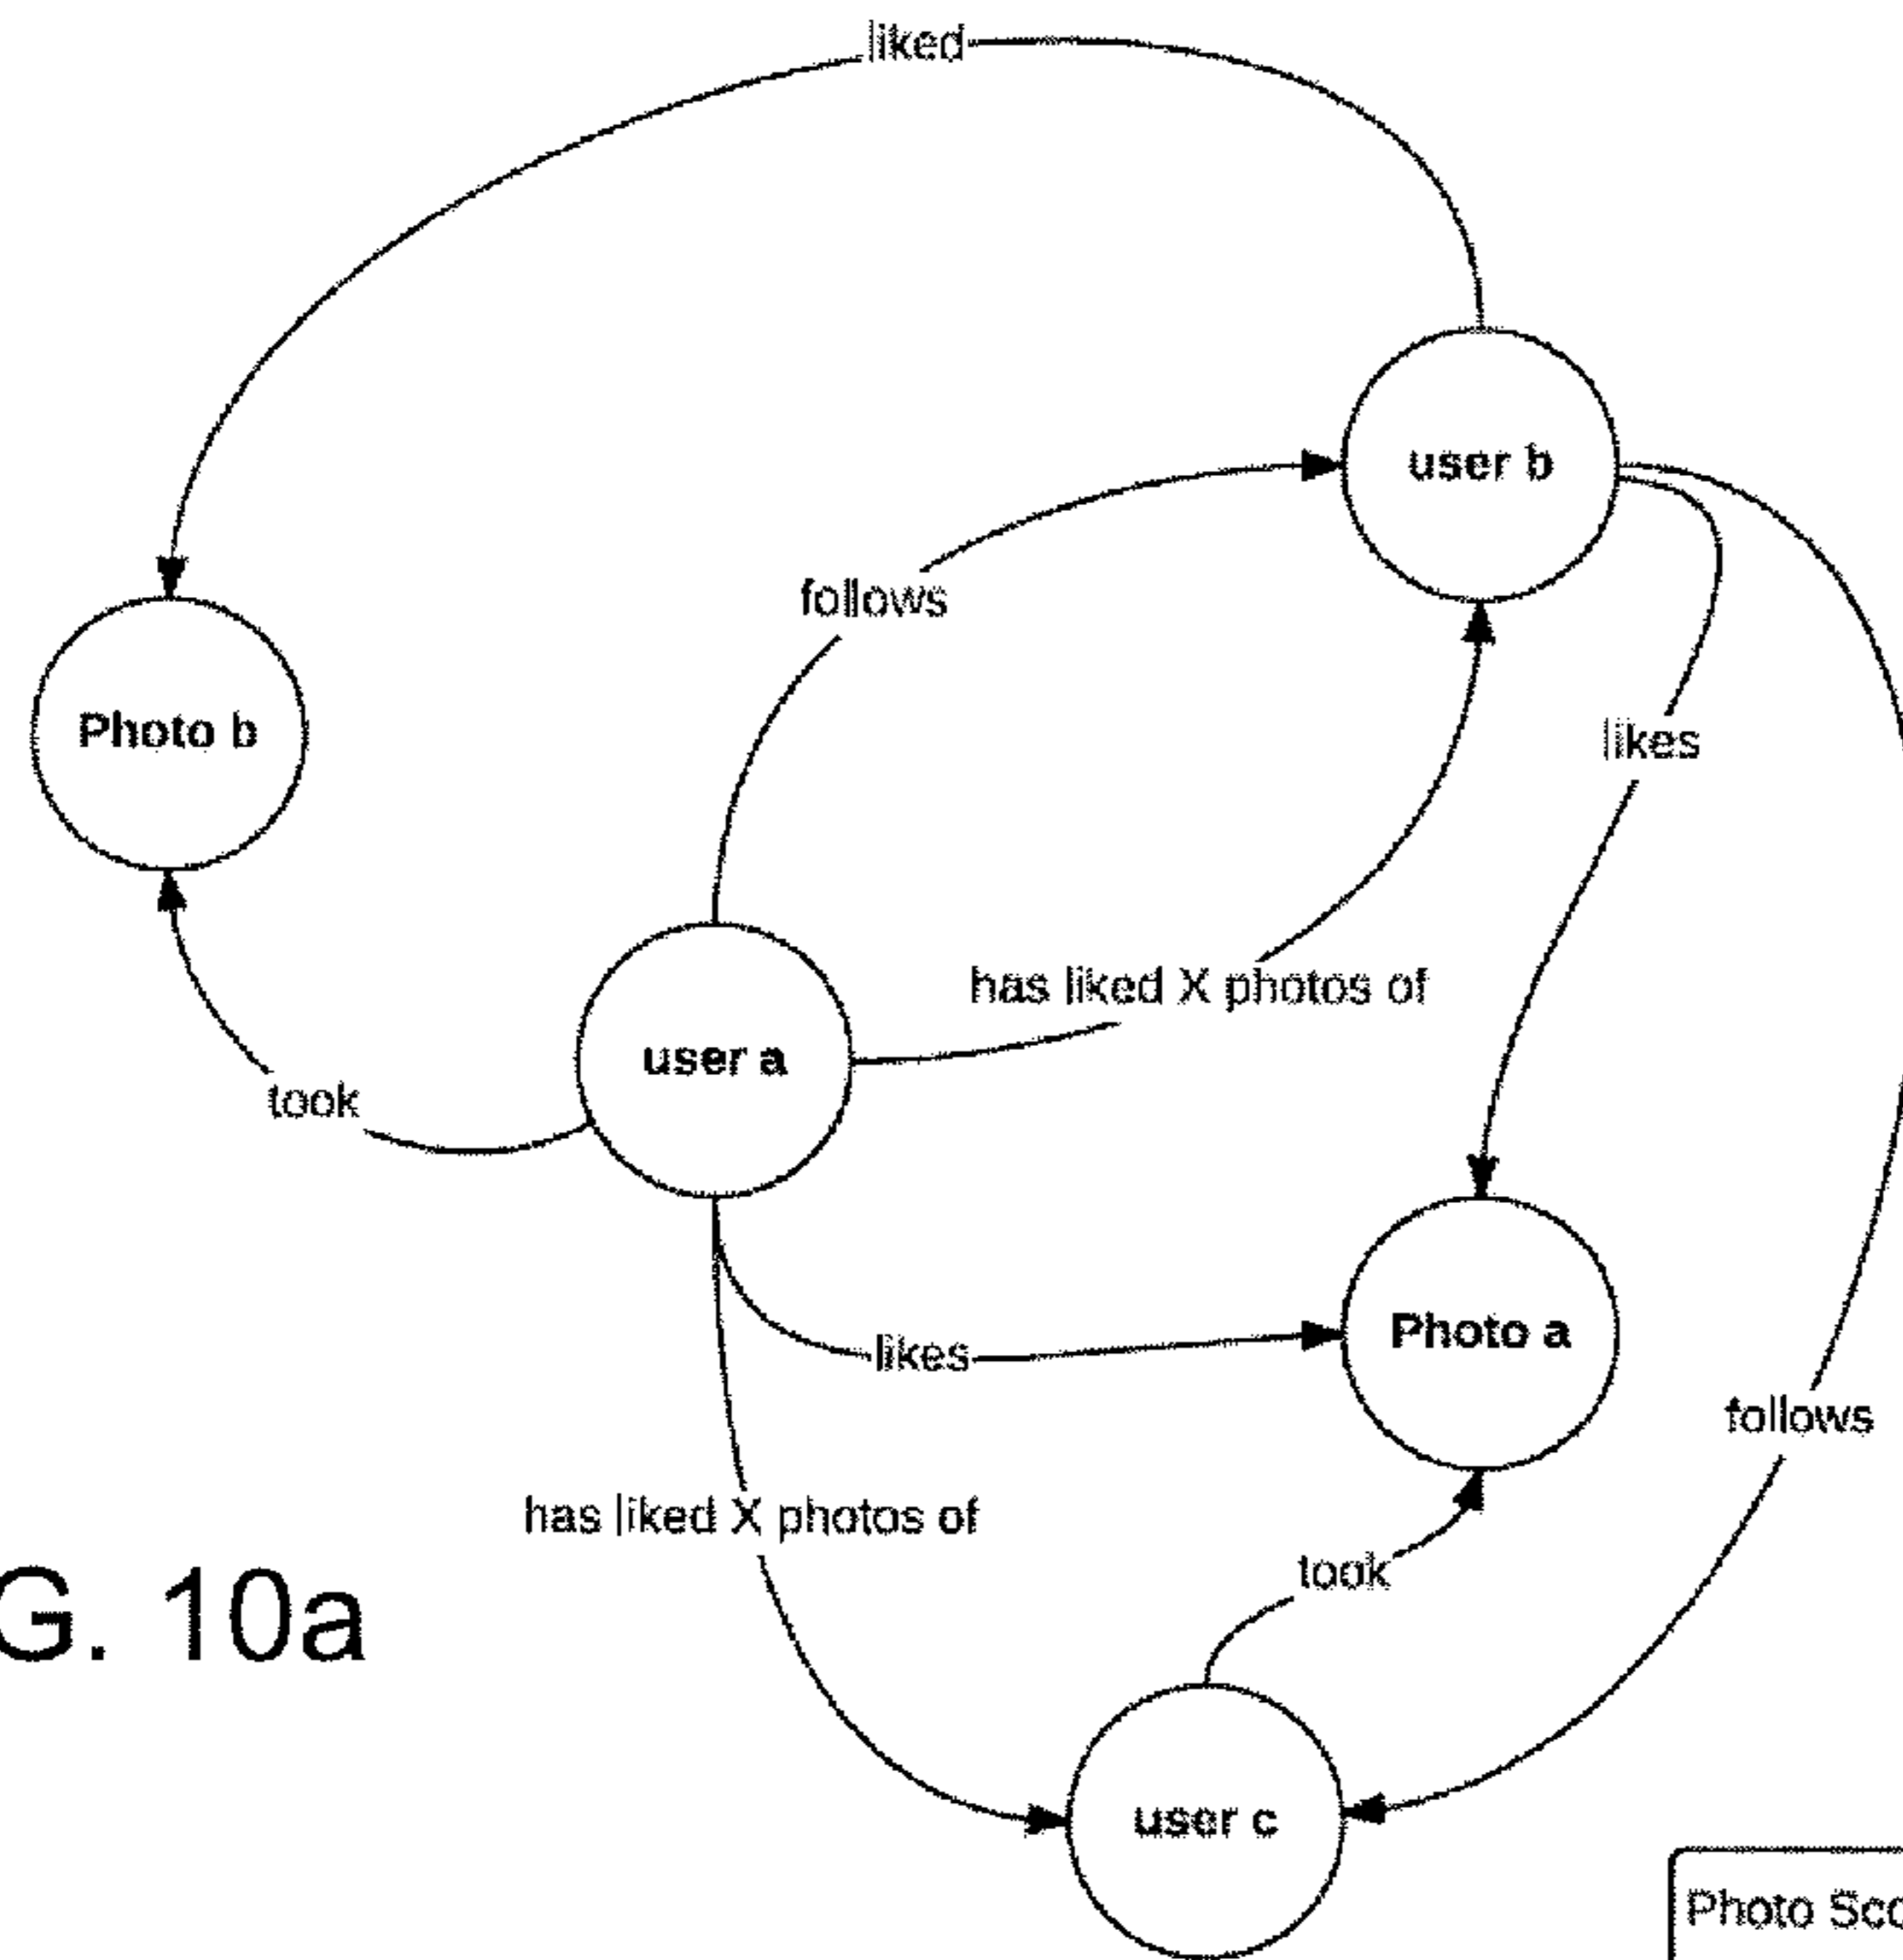 liked
user b
follows
Photo b
likes
has liked X photos of
user a
took
Photo a
likes
follows
has liked X photos of
took
G. 10a
user c
Photo